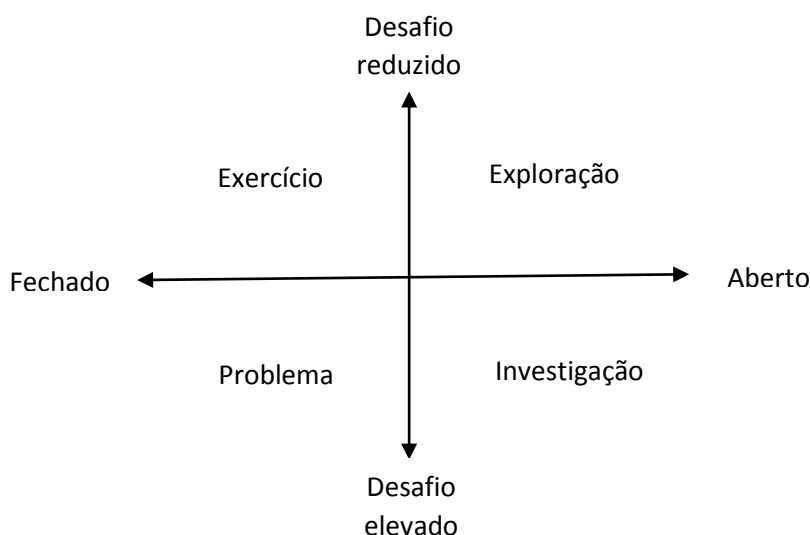 Desafio
reduzido
Exercício
Exploração
Fechado
Aberto
Problema
Investigação
Desafio
elevado